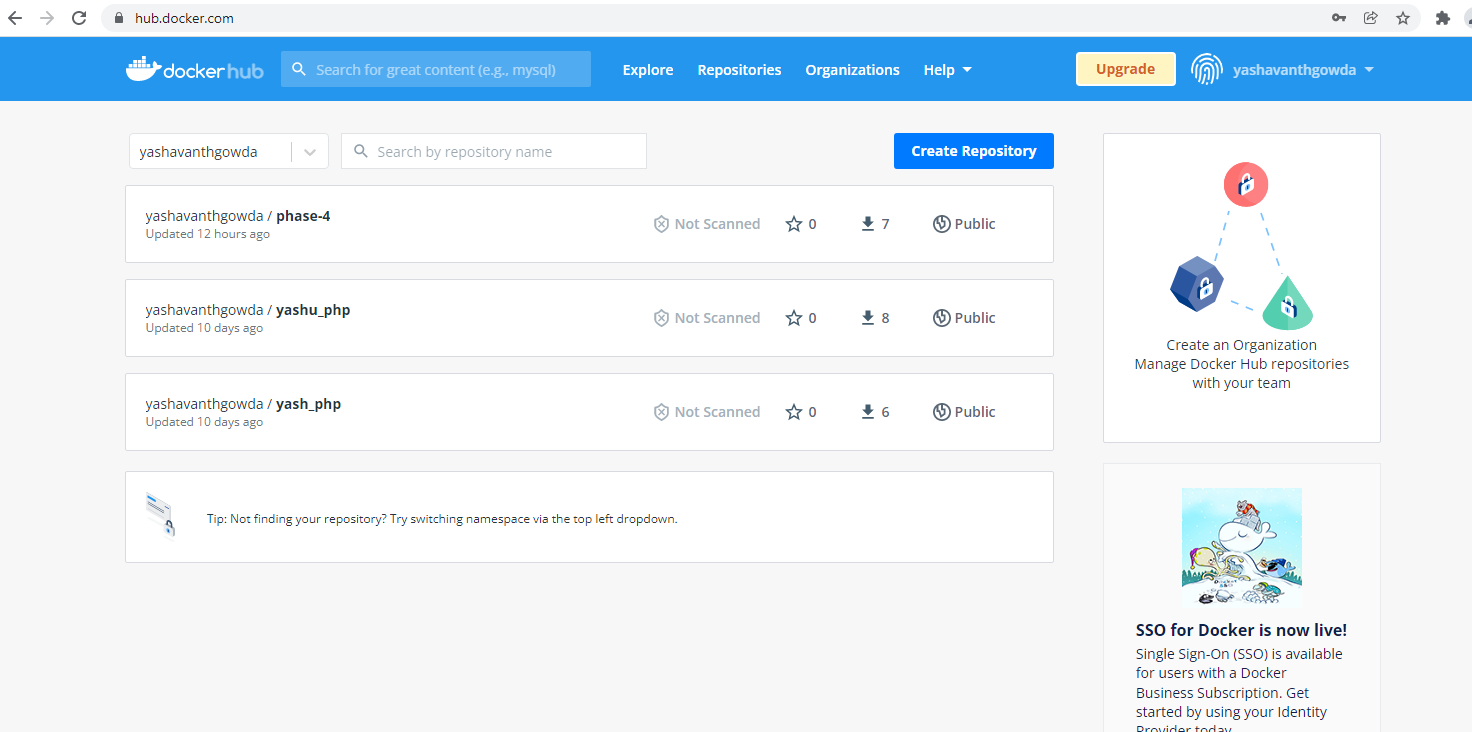 hub.docker.com
dockerhub
Search for great content (e.g., mysql)
Explore
Repositories
Organizations
Help
Upgrade
yashavanthgowda
yashavanthgowda
Search by repository name
Create Repository
yashavanthgowda / phase-4
Updated 12 hours ago
Not Scanned
0
7
Public
yashavanthgowda / yashu_php
Updated 10 days ago
Not Scanned
0
8
Public
yashavanthgowda / yash_php
Updated 10 days ago
Not Scanned
0
6
Public
Tip: Not finding your repository? Try switching namespace via the top left dropdown.
Create an Organization
Manage Docker Hub repositories
with your team
SSO for Docker is now live!
Single Sign-On (SSO) is available
for users with a Docker
Business Subscription. Get
started by using your Identity
Provider today